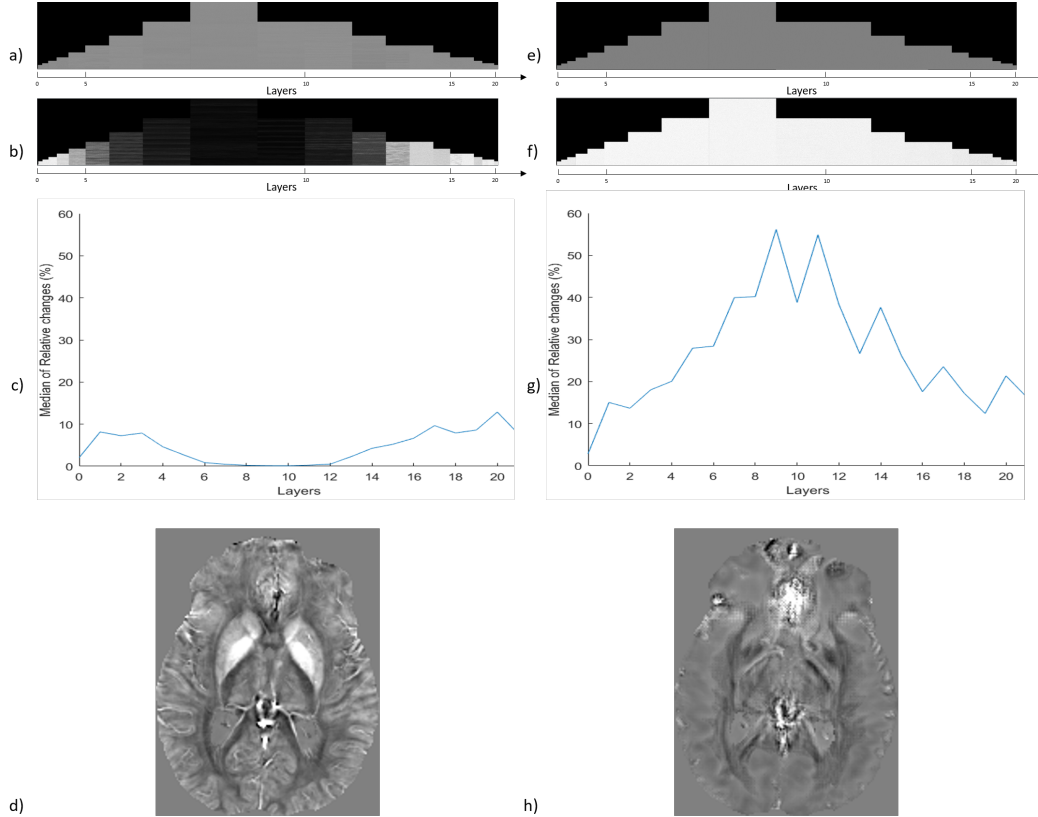 a)
0 5 10 15 20
Layers
b)
0 5 10 15 20
Layers
c)
Median of Relative changes (%)
60
50
40
30
20
10
0
0 2 4 6 8 10 12 14 16 18 20
Layers
d)
e)
0 5 10 15 20
Layers
f)
0 5 10 15 20
Layers
g)
Median of Relative changes (%)
60
50
40
30
20
10
0
0 2 4 6 8 10 12 14 16 18 20
Layers
h)